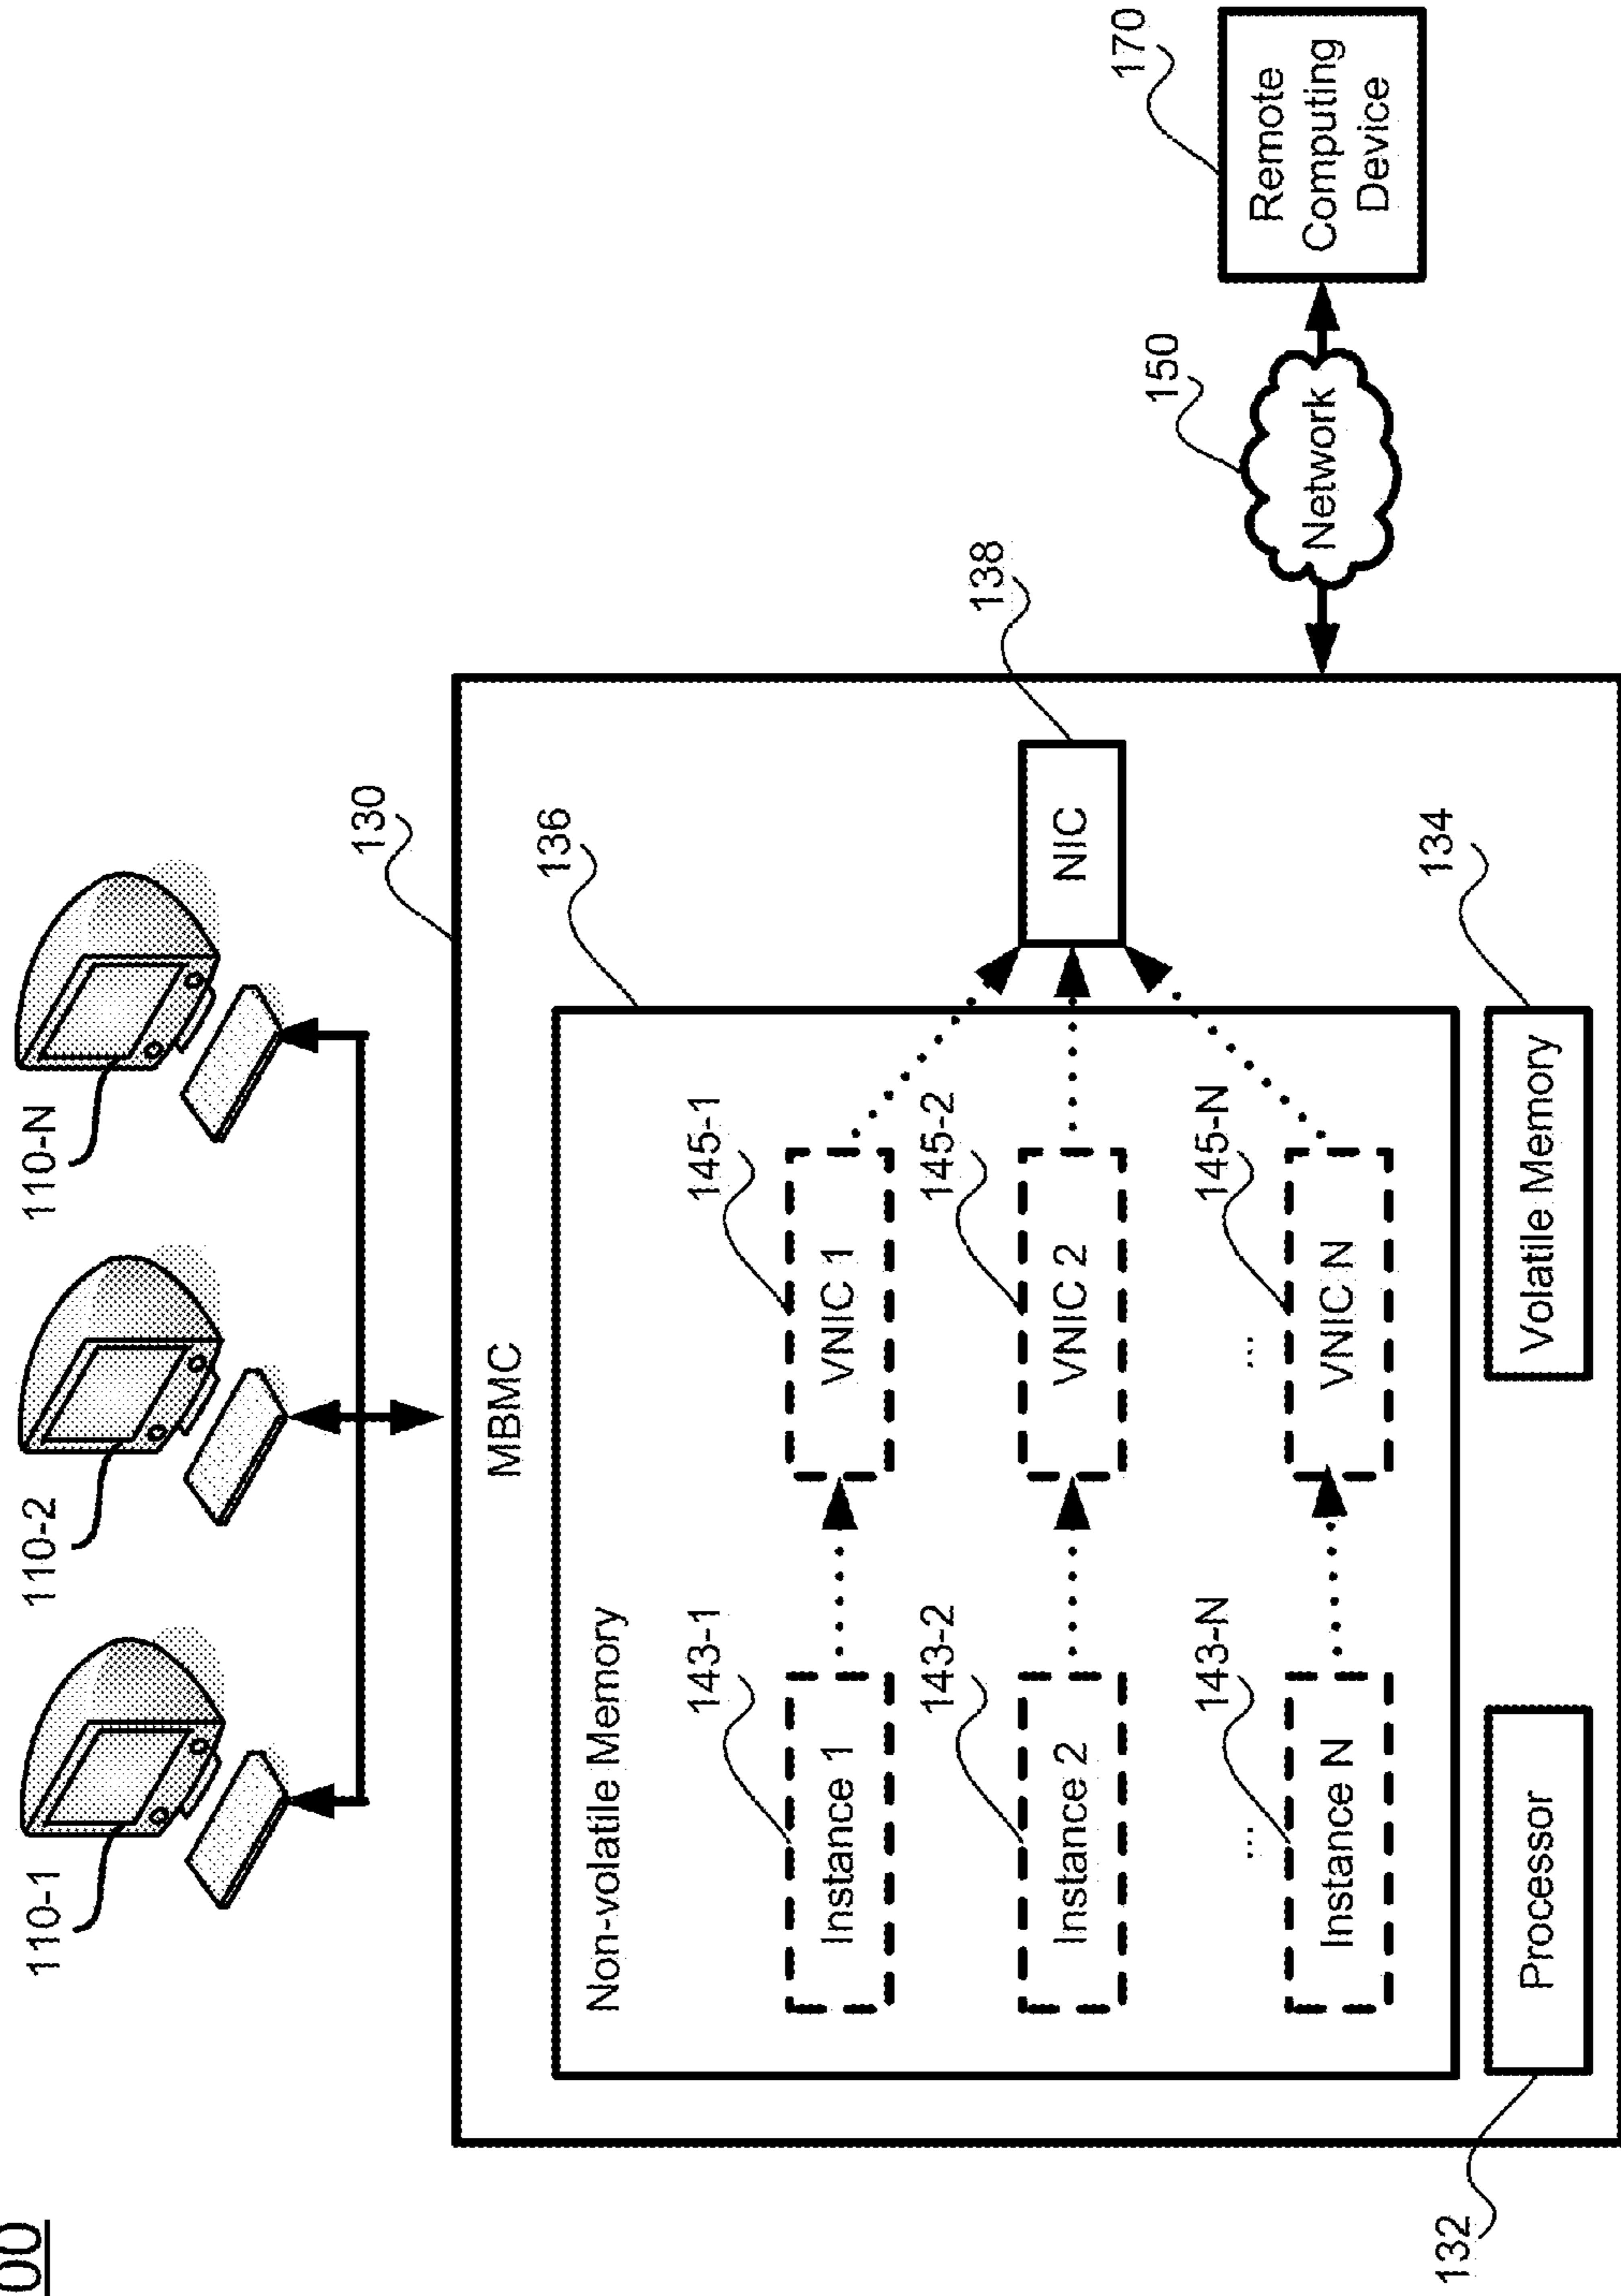 00
110-1
110-2
110-N
130
MBMC
136
Non-volatile Memory
143-1
145-1
Instance 1
VNIC 1
138
143-2
145-2
Instance 2
VNIC 2
NIC
143-N
145-N
...
...
Instance N
VNIC N
150
Network
170
Remote
Computing
Device
134
Processor
Volatile Memory
132